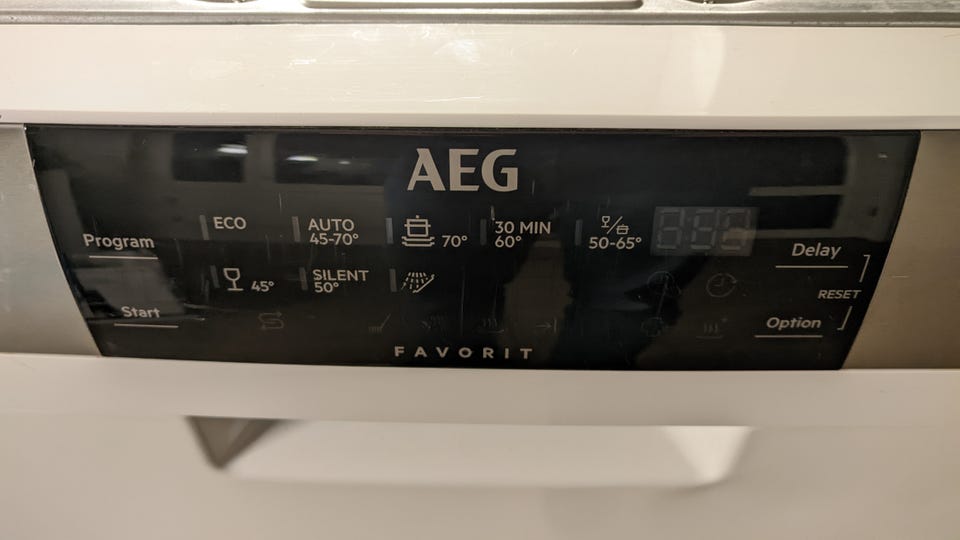 AEG
ECO
AUTO
45-70°
70°
30 MIN
60°
50-65°
Program
Delay
45°
SILENT
50°
RESET
Start
Option
FAVORIT